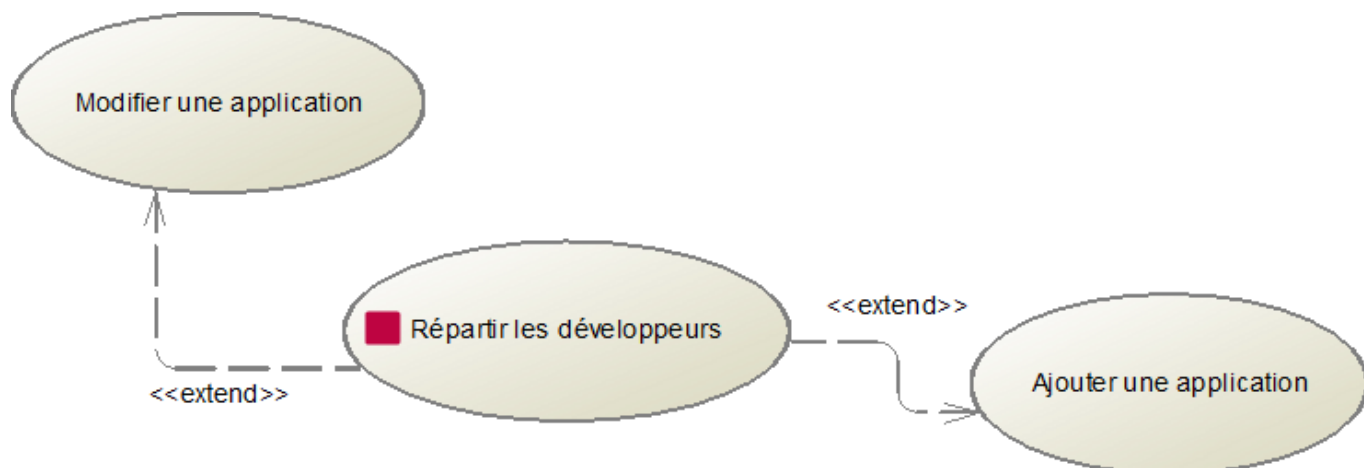 Modifier une application
<<extend>>
Répartir les développeurs
<<extend>>
Ajouter une application